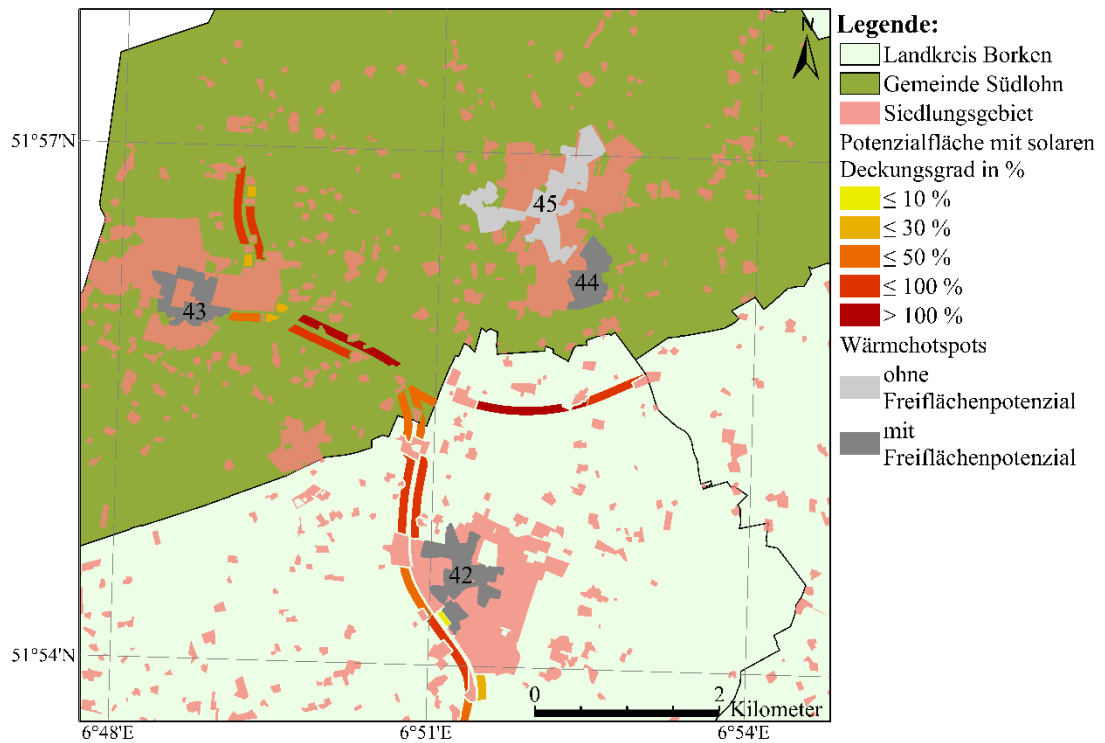 Legende:
N
Landkreis Borken
Gemeinde Südlohn
Siedlungsgebiet
Potenzialfläche mit solaren
Deckungsgrad in %
≤ 10 %
≤ 30 %
≤ 50 %
≤ 100 %
> 100 %
Wärmchotspots
ohne
Freiflächenpotenzial
mit
Freiflächenpotenzial
51°57'N
45
44
43
42
51°54'N
0 2
Kilometer
6°48'E 6°51'E 6°54'E